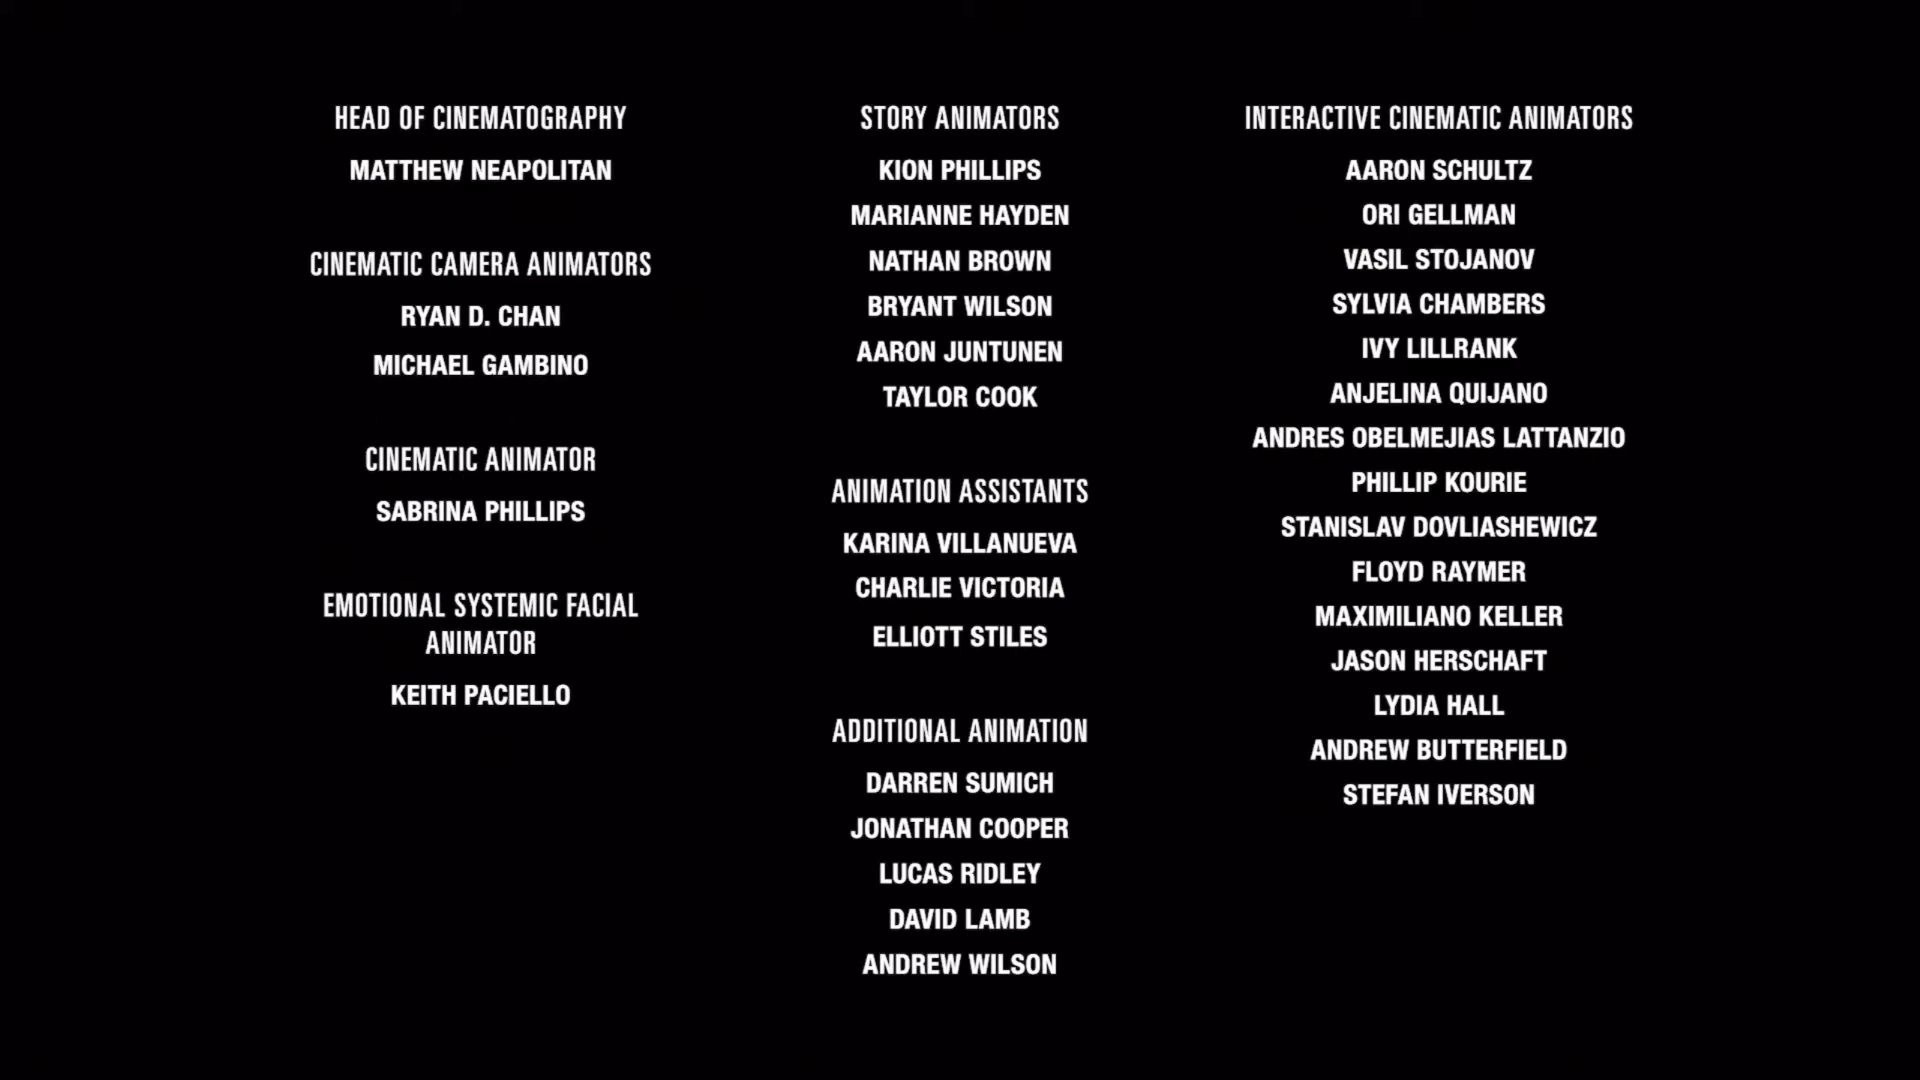 HEAD OF CINEMATOGRAPHY
MATTHEW NEAPOLITAN
CINEMATIC CAMERA ANIMATORS
RYAN D. CHAN
MICHAEL GAMBINO
CINEMATIC ANIMATOR
SABRINA PHILLIPS
EMOTIONAL SYSTEMIC FACIAL
ANIMATOR
KEITH PACIELLO
STORY ANIMATORS
KION PHILLIPS
MARIANNE HAYDEN
NATHAN BROWN
BRYANT WILSON
AARON JUNTUNEN
TAYLOR COOK
ANIMATION ASSISTANTS
KARINA VILLANUEVA
CHARLIE VICTORIA
ELLIOTT STILES
ADDITIONAL ANIMATION
DARREN SUMICH
JONATHAN COOPER
LUCAS RIDLEY
DAVID LAMB
ANDREW WILSON
INTERACTIVE CINEMATIC ANIMATORS
AARON SCHULTZ
ORI GELLMAN
VASIL STOJANOV
SYLVIA CHAMBERS
IVY LILLRANK
ANJELINA QUIJANO
ANDRES OBELMEJIAS LATTANZIO
PHILLIP KOURIE
STANISLAV DOVLIASHEWICZ
FLOYD RAYMER
MAXIMILIANO KELLER
JASON HERSCHAFT
LYDIA HALL
ANDREW BUTTERFIELD
STEFAN IVERSON